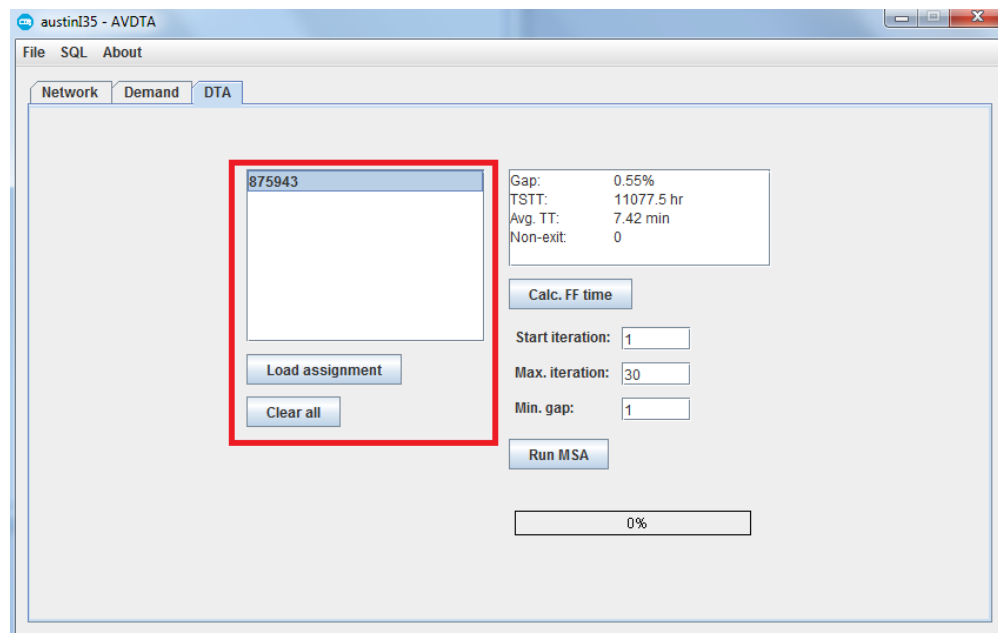 austinI35 - AVDTA
File SQL About
Network Demand DTA
875943
Load assignment
Clear all
Gap: 0.55%
TSTT: 11077.5 hr
Avg. TT: 7.42 min
Non-exit: 0
Calc. FF time
Start iteration: 1
Max. iteration: 30
Min. gap: 1
Run MSA
0%